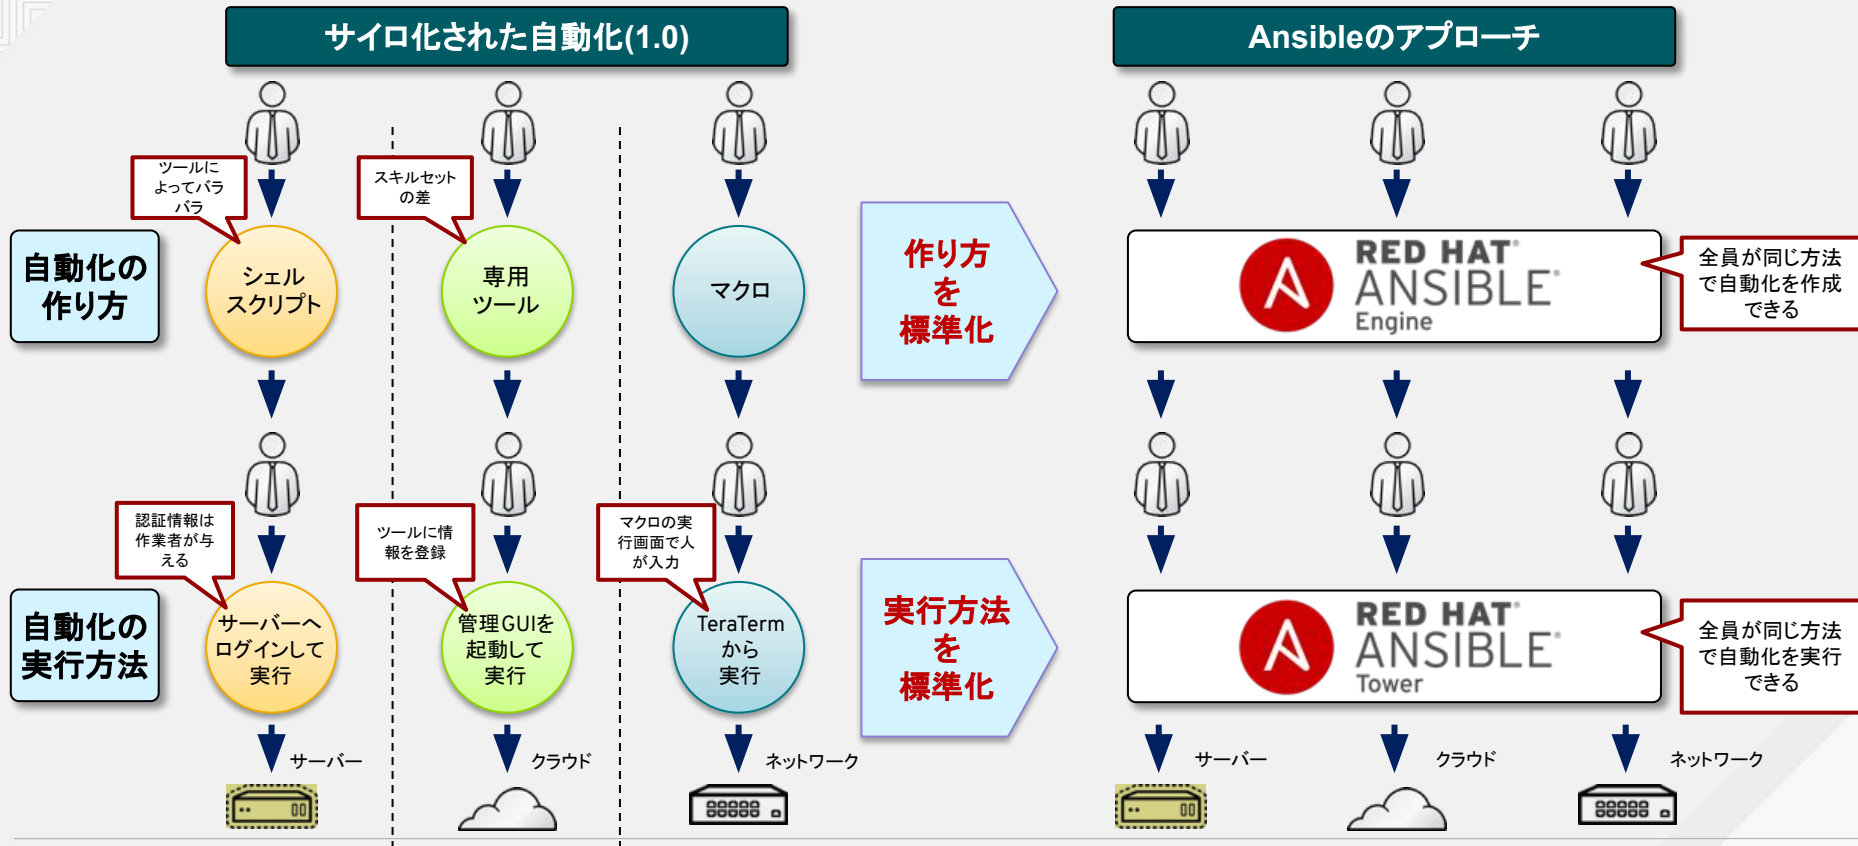 サイロ化された自動化(1.0)
Ansibleのアプローチ
ツールに
よってバラ
バラ
スキルセット
の差
自動化の
作り方
シェル
スクリプト
専用
ツール
マクロ
作り方
を
標準化
RED HAT®
ANSIBLE®
Engine
全員が同じ方法
で自動化を作成
できる
認証情報は
作業者が与
える
ツールに情
報を登録
マクロの実
行画面で人
が入力
自動化の
実行方法
サーバーへ
ログインして
実行
管理GUIを
起動して
実行
TeraTerm
から
実行
実行方法
を
標準化
RED HAT®
ANSIBLE®
Tower
全員が同じ方法
で自動化を実行
できる
サーバー
クラウド
ネットワーク
サーバー
クラウド
ネットワーク